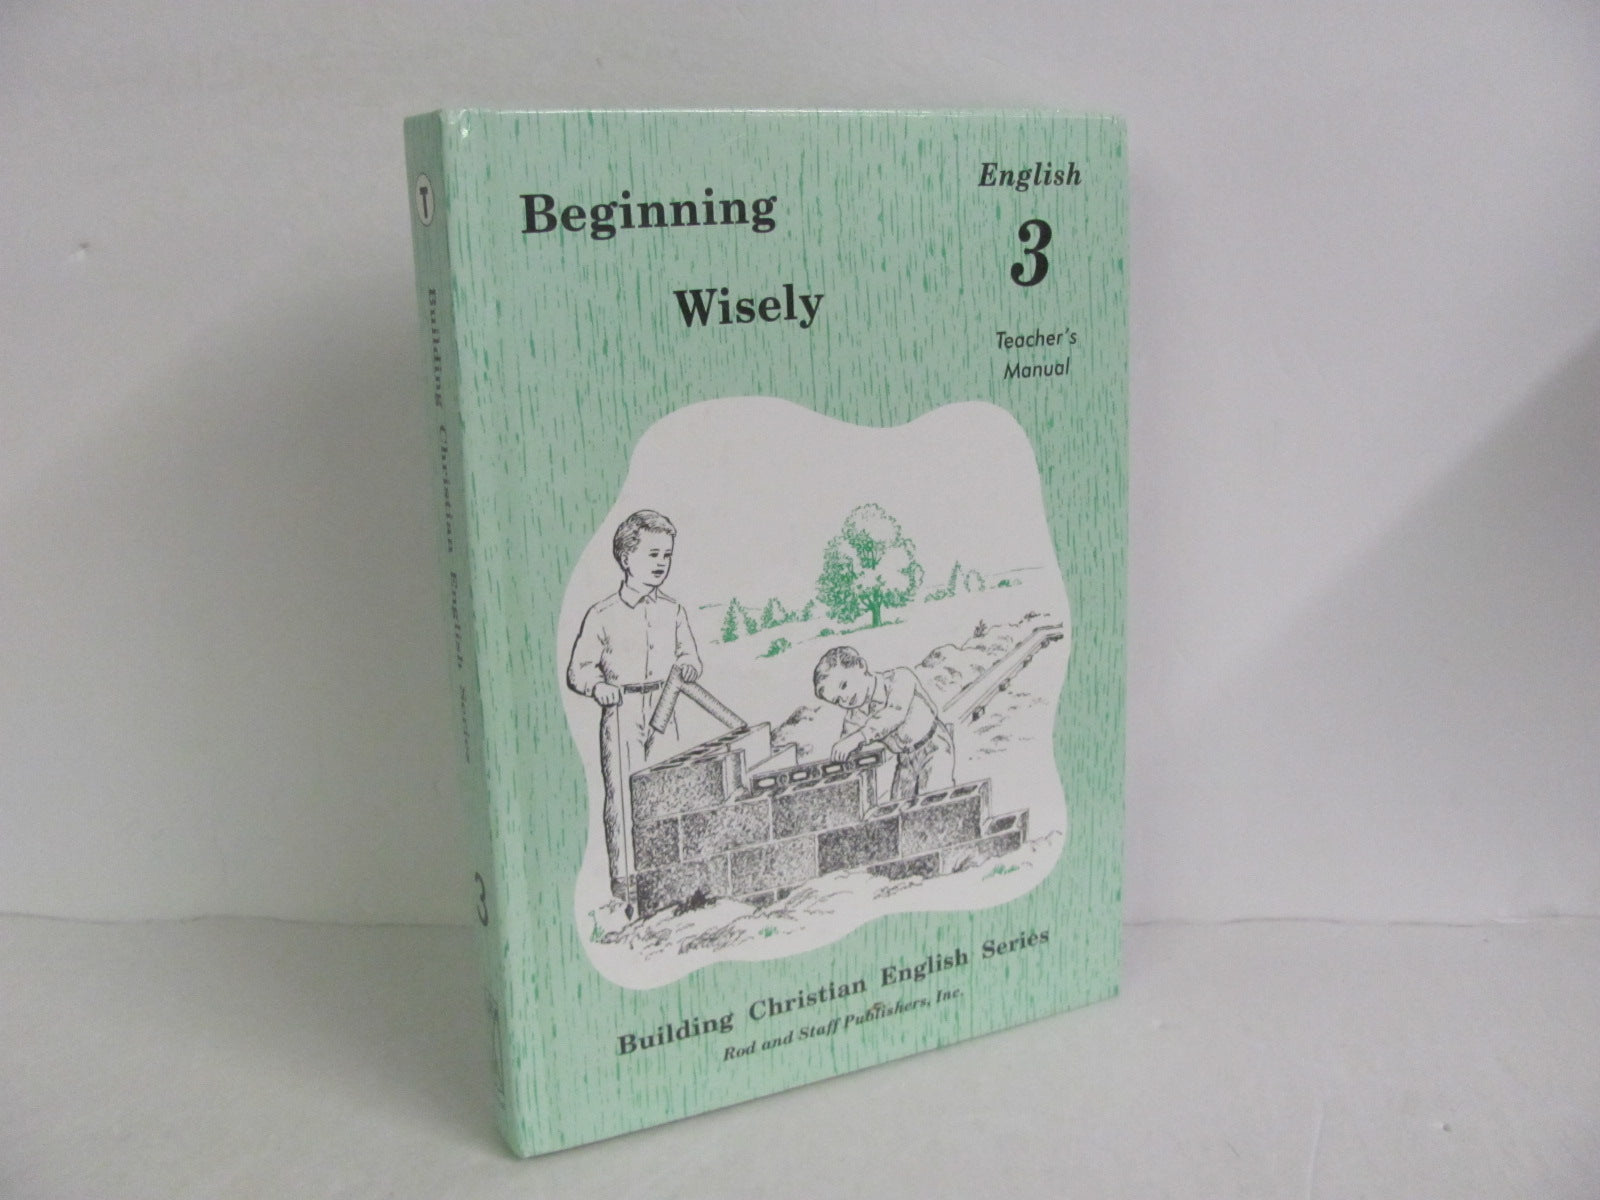 Beginning
Wisely
English
3
Teacher's
Manual
Building Christian English Series
Rod and Staff Publishers, Inc.
T
Building Christian English Series
3